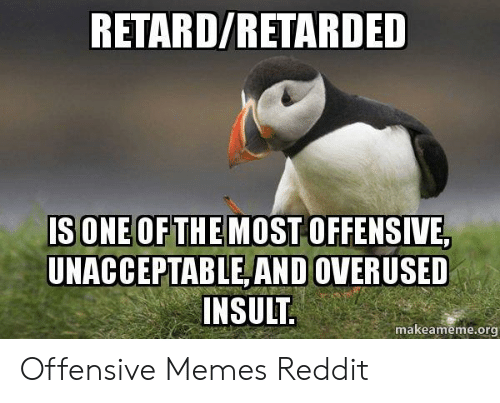 RETARD/RETARDED
IS ONE OF THE MOST OFFENSIVE,
UNACCEPTABLE, AND OVERUSED
INSULT.
makeameme.org
Offensive Memes Reddit